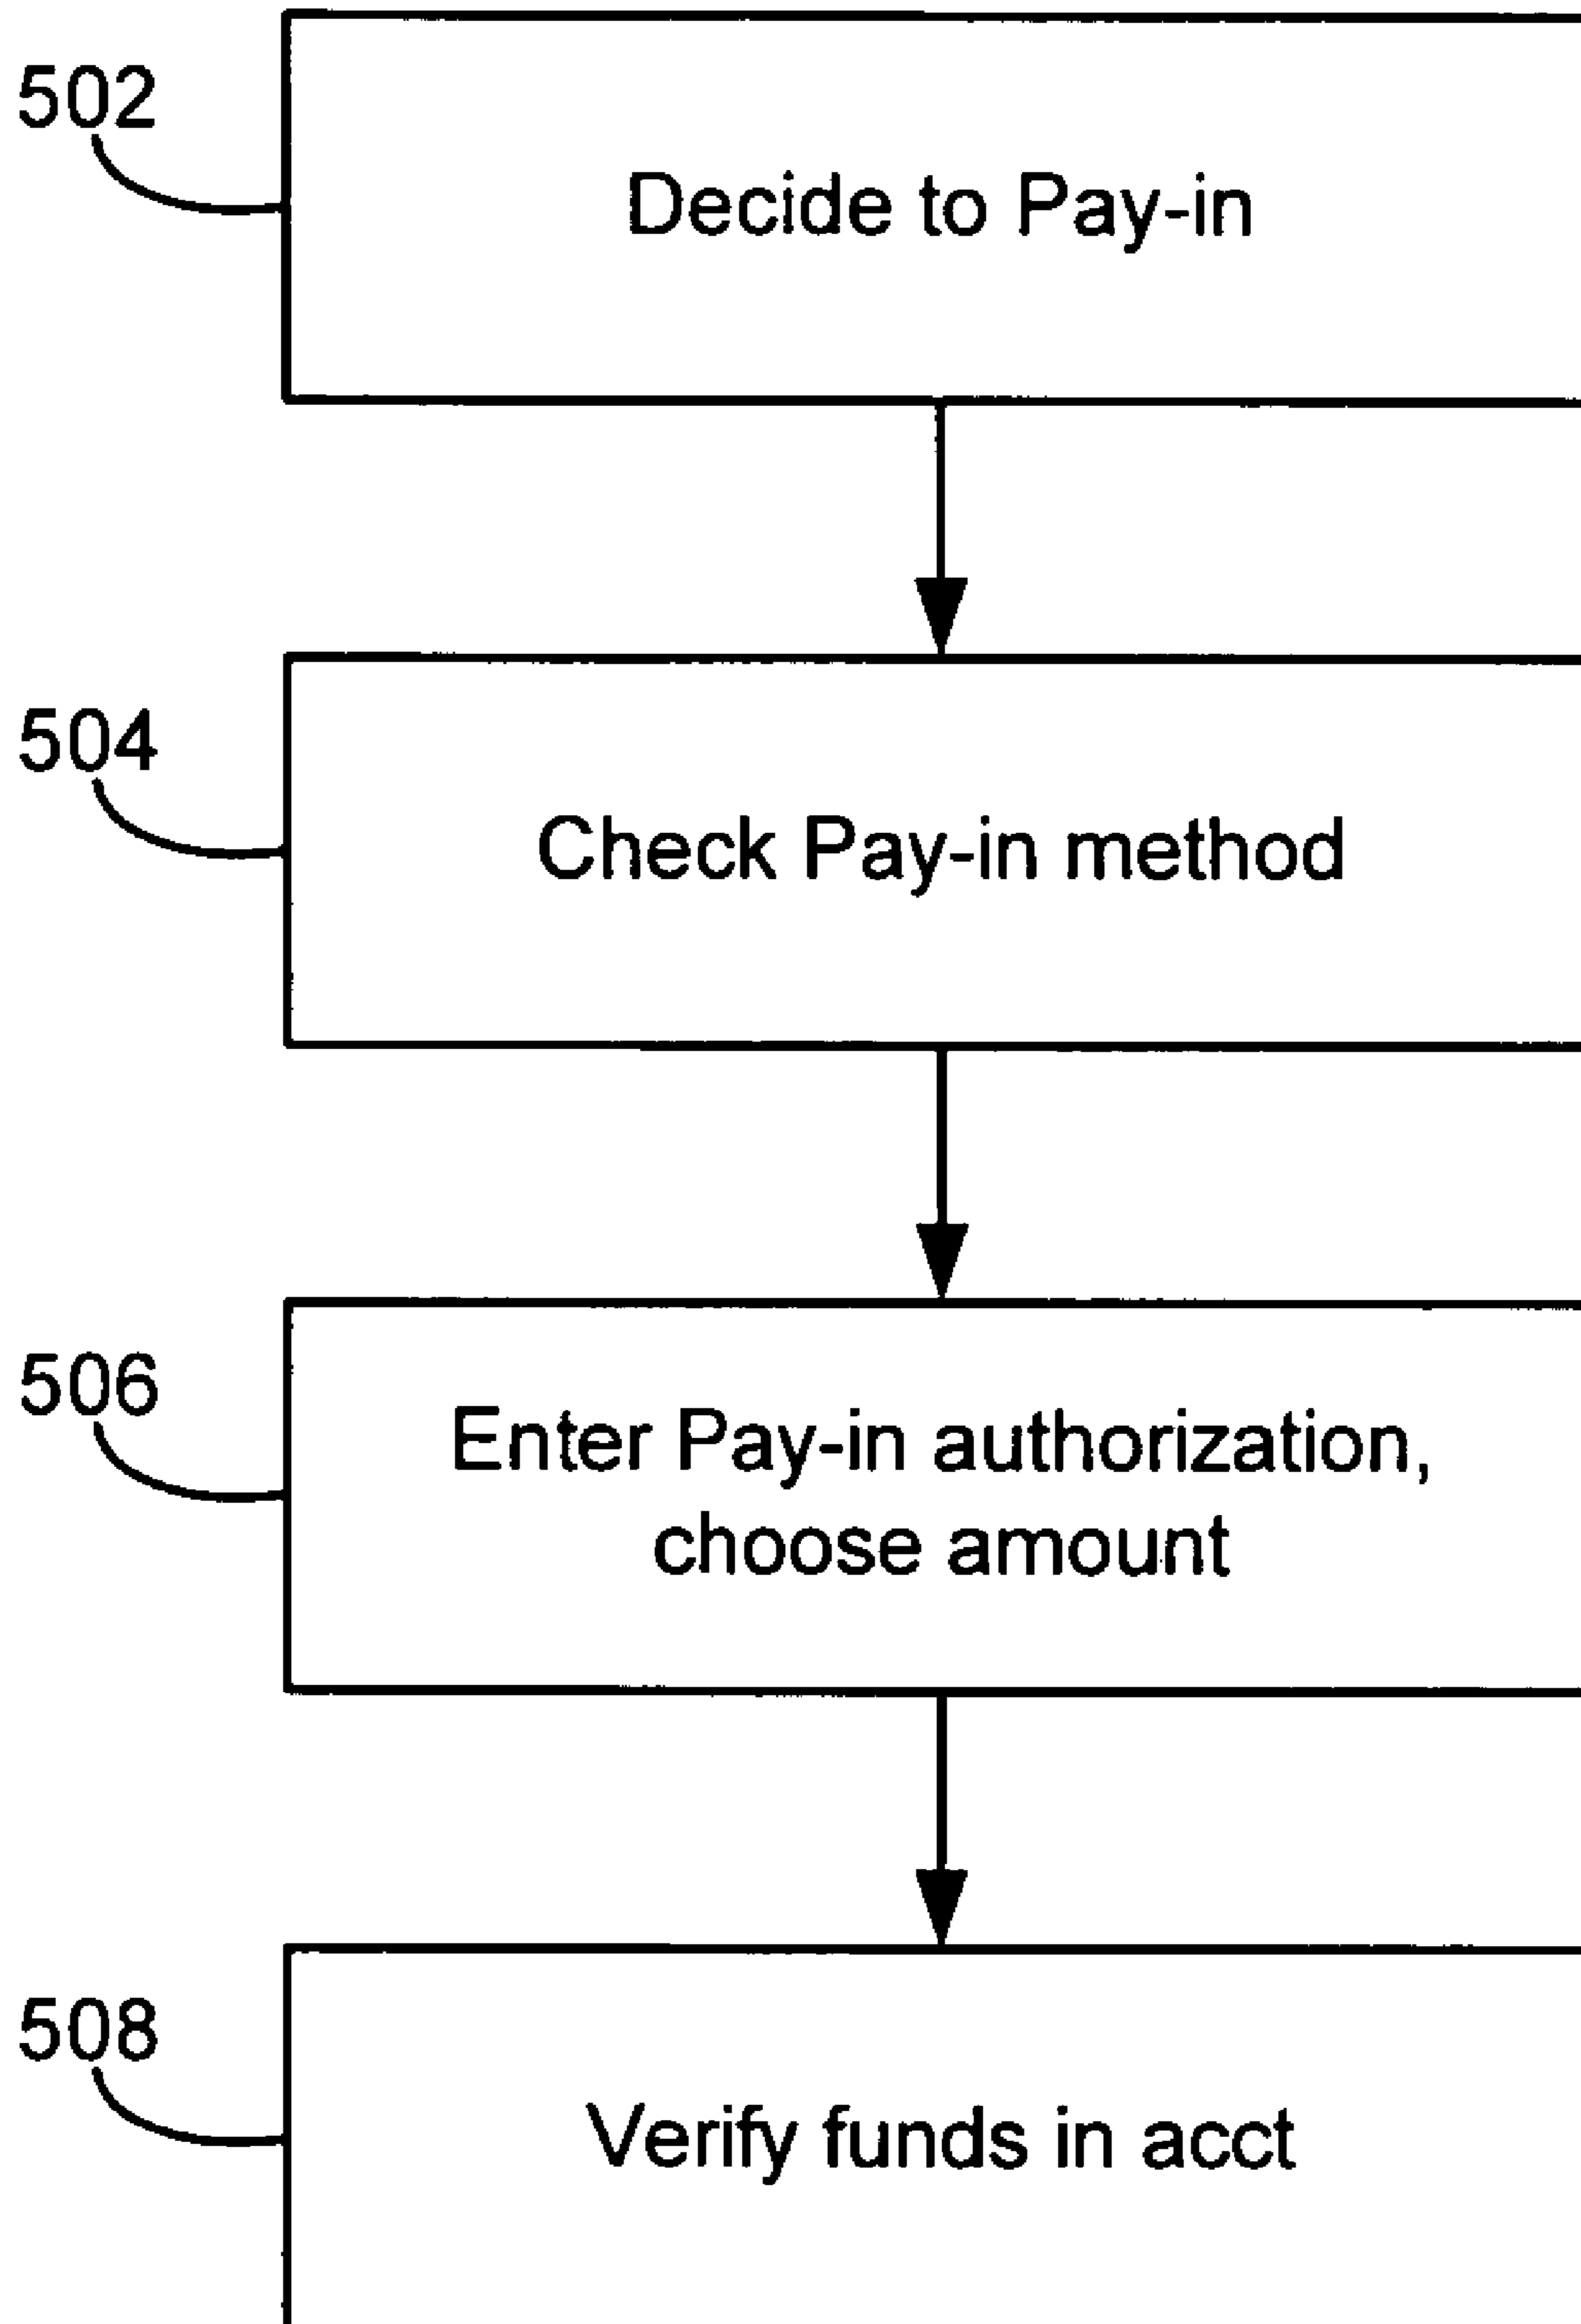 502
Decide to Pay-in
504
Check Pay-in method
506
Enter Pay-in authorization,
choose amount
508
Verify funds in acct